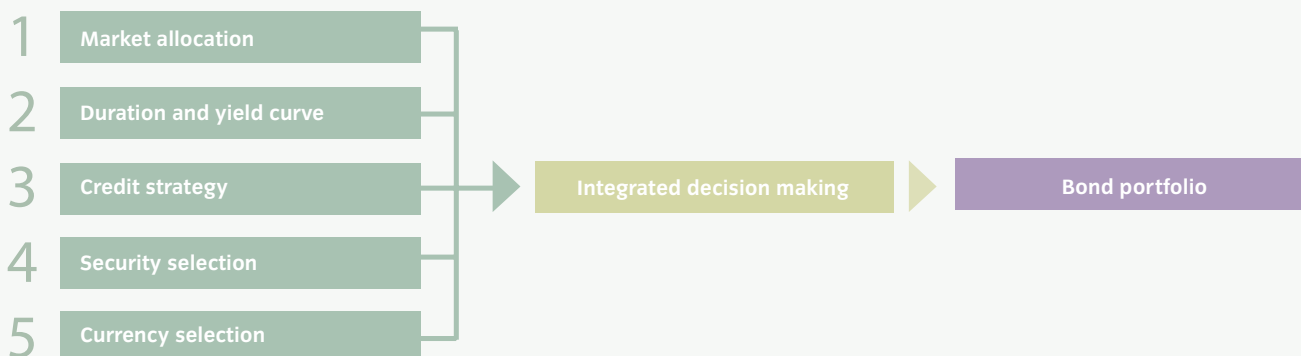 1 Market allocation
2 Duration and yield curve
3 Credit strategy
Integrated decision making
Bond portfolio
4 Security selection
5 Currency selection